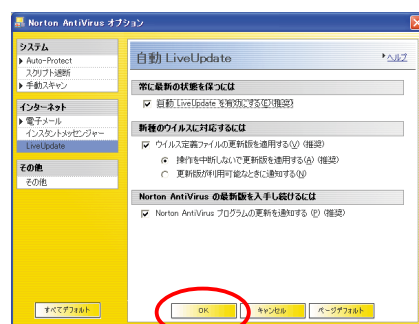 Norton AntiVirus オプション
システム
Auto-Protect
スクリプト遮断
手動スキャン
インターネット
電子メール
インスタントメッセンジャー
LiveUpdate
その他
その他
すべてデフォルト
自動 LiveUpdate
ヘルプ
常に最新の状態を保つには
自動 LiveUpdate を有効にする(E)(推奨)
新種のウイルスに対応するには
ウイルス定義ファイルの更新版を適用する(V) (推奨)
操作を中断しないで更新版を適用する(A) (推奨)
更新版が利用可能なときに通知する(N)
Norton AntiVirus の最新版を入手し続けるには
Norton AntiVirus プログラムの更新を通知する (P) (推奨)
OK
キャンセル
ページデフォルト